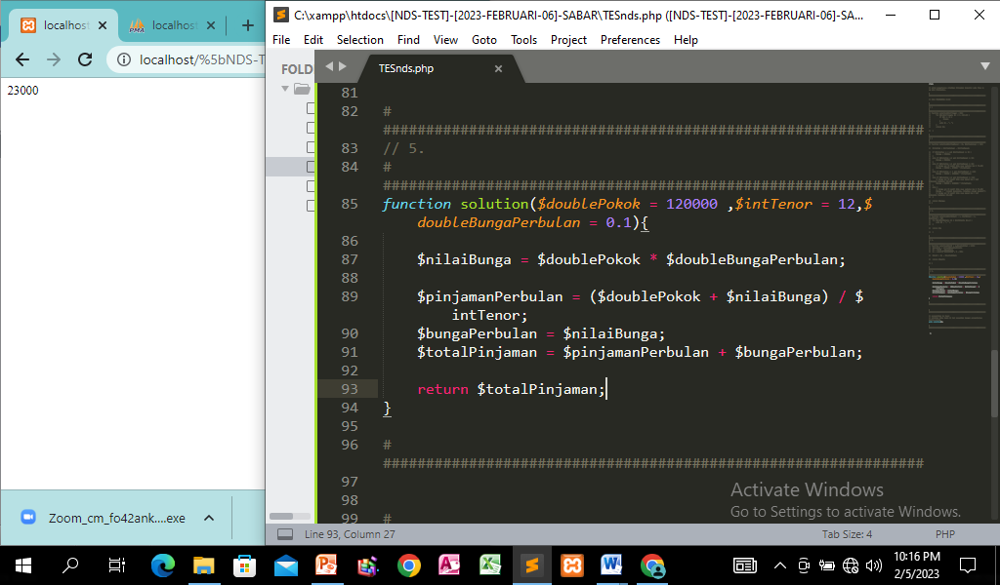 localhost
localhost
localhost/%5bNDS-T
23000
Zoom_cm_fo42ank....exe
C:\xampp\htdocs\[NDS-TEST]-[2023-FEBRUARI-06]-SABAR\TESnds.php ([NDS-TEST]-[2023-FEBRUARI-06]-SA...
File Edit Selection Find View Goto Tools Project Preferences Help
FOLD
TESnds.php
81
82 #
###############################################################
83 // 5.
84 #
###############################################################
85 function solution($doublePokok = 120000 ,$intTenor = 12,$
doubleBungaPerbulan = 0.1){
86
87 $nilaiBunga = $doublePokok * $doubleBungaPerbulan;
88
89 $pinjamanPerbulan = ($doublePokok + $nilaiBunga) / $
intTenor;
90 $bungaPerbulan = $nilaiBunga;
91 $totalPinjaman = $pinjamanPerbulan + $bungaPerbulan;
92
93 return $totalPinjaman;
94 }
95
96 #
###############################################################
97
98
99 #
Activate Windows
Go to Settings to activate Windows.
Line 93, Column 27 Tab Size: 4 PHP
10:16 PM
2/5/2023